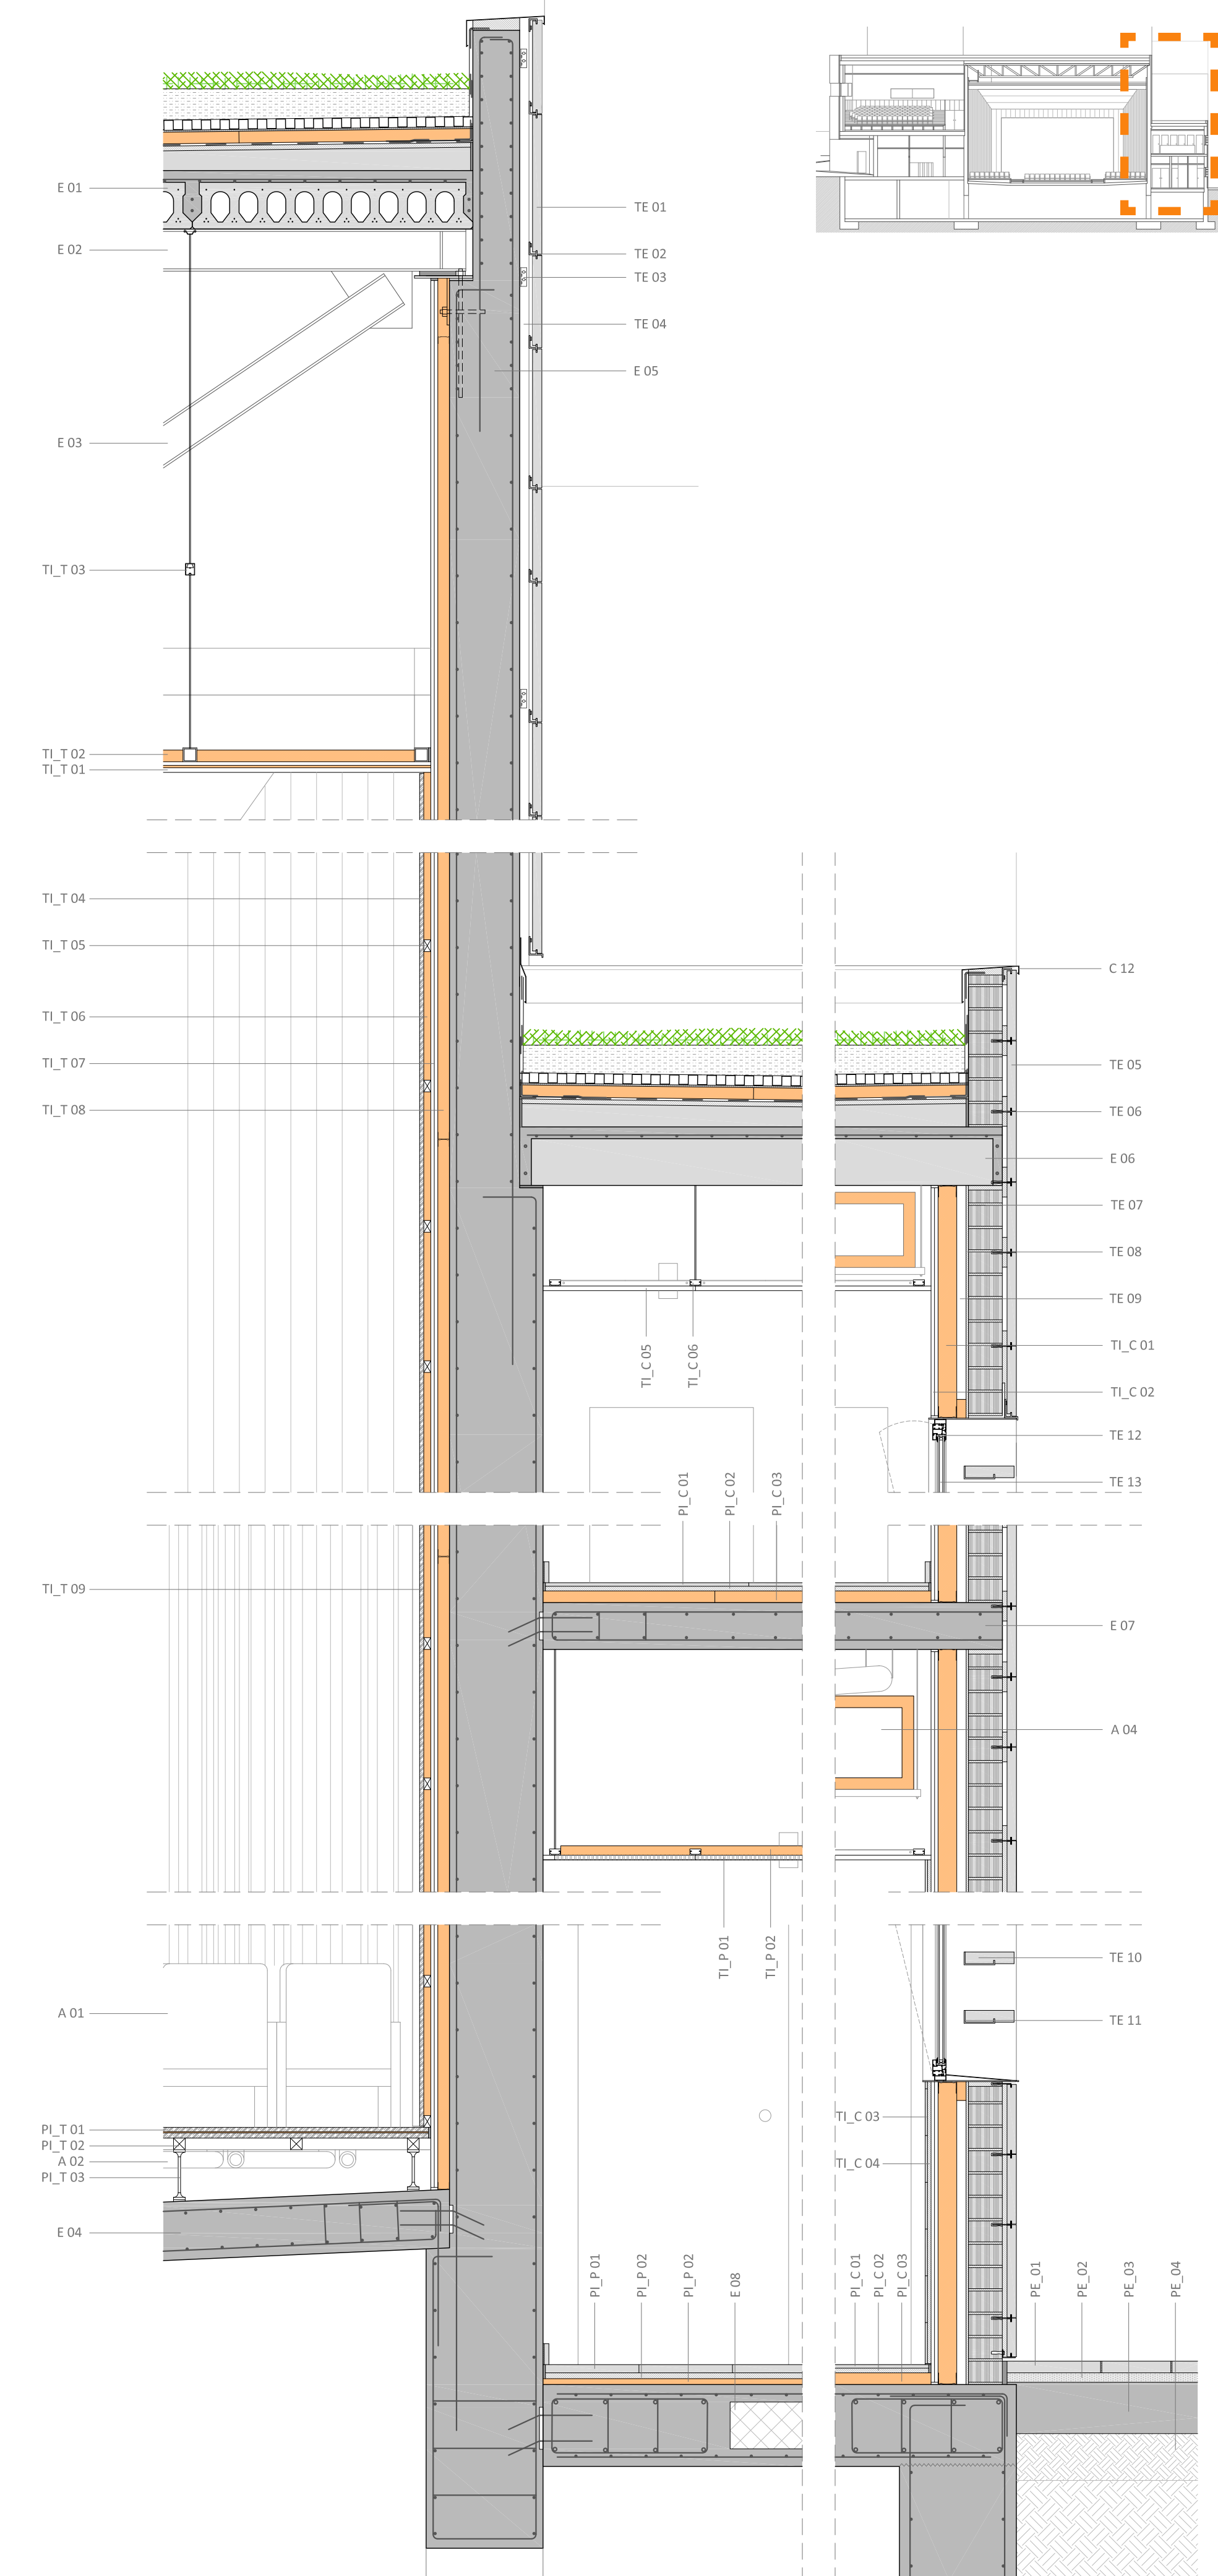 E 01
TE 01
E 02
TE 02
TE 03
TE 04
E 05
E 03
TI_T 03
TI_T 02
TI_T 01
TI_T 04
TI_T 05
C 12
TI_T 06
TI_T 07
TE 05
TI_T 08
TE 06
E 06
TE 07
TE 08
TE 09
TI_C 01
TI_C 05
TI_C 06
TI_C 02
TE 12
TE 13
PI_C 01
PI_C 02
PI_C 03
TI_T 09
E 07
A 04
TI_P 01
TI_P 02
TE 10
A 01
TE 11
TI_C 03
PI_T 01
PI_T 02
A 02
TI_C 04
PI_T 03
E 04
PI_P 01
PI_P 02
PI_P 02
E 08
PI_C 01
PI_C 02
PI_C 03
PE_01
PE_02
PE_03
PE_04